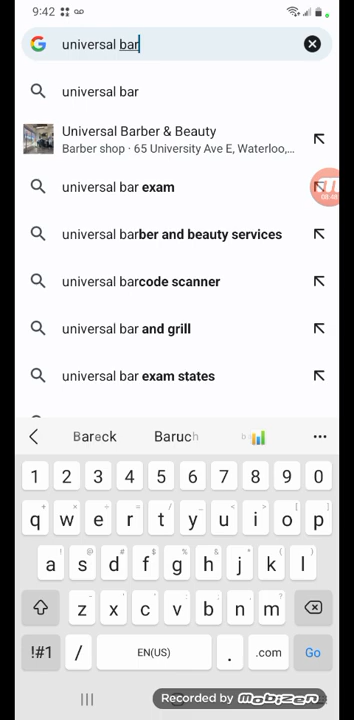 9:42
universal bar
universal bar
Universal Barber & Beauty
Barber shop · 65 University Ave E, Waterloo,...
universal bar exam
08:48
universal barber and beauty services
universal barcode scanner
universal bar and grill
universal bar exam states
Bareck Baruch
1 2 3 4 5 6 7 8 9 0
q w e r t y u i o p
a s d f g h j k l
z x c v b n m
!#1 / EN(US) . .com Go
Recorded by mobizen